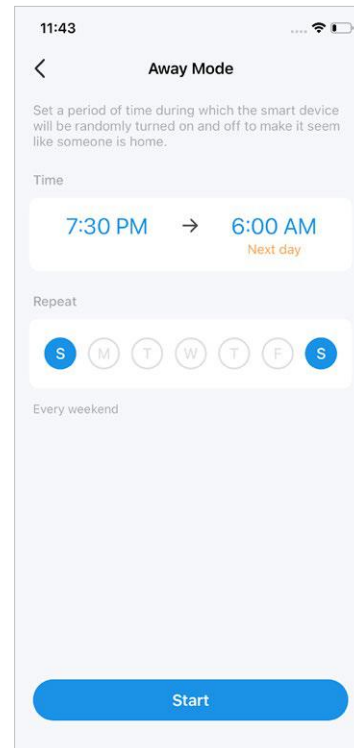 11:43
Away Mode
Set a period of time during which the smart device
will be randomly turned on and off to make it seem
like someone is home.
Time
7:30 PM → 6:00 AM
Next day
Repeat
S M T W T F S
Every weekend
Start